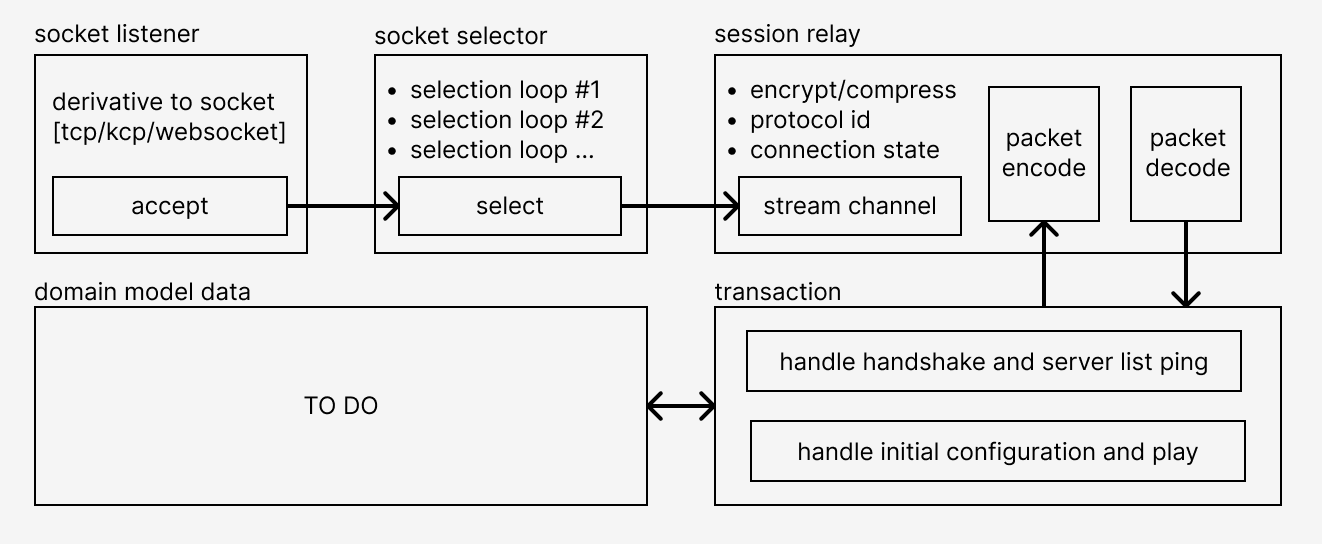 socket listener
derivative to socket
[tcp/kcp/websocket]
accept
socket selector
• selection loop #1
• selection loop #2
• selection loop ...
select
session relay
• encrypt/compress
• protocol id
• connection state
stream channel
packet
encode
packet
decode
domain model data
TO DO
transaction
handle handshake and server list ping
handle initial configuration and play